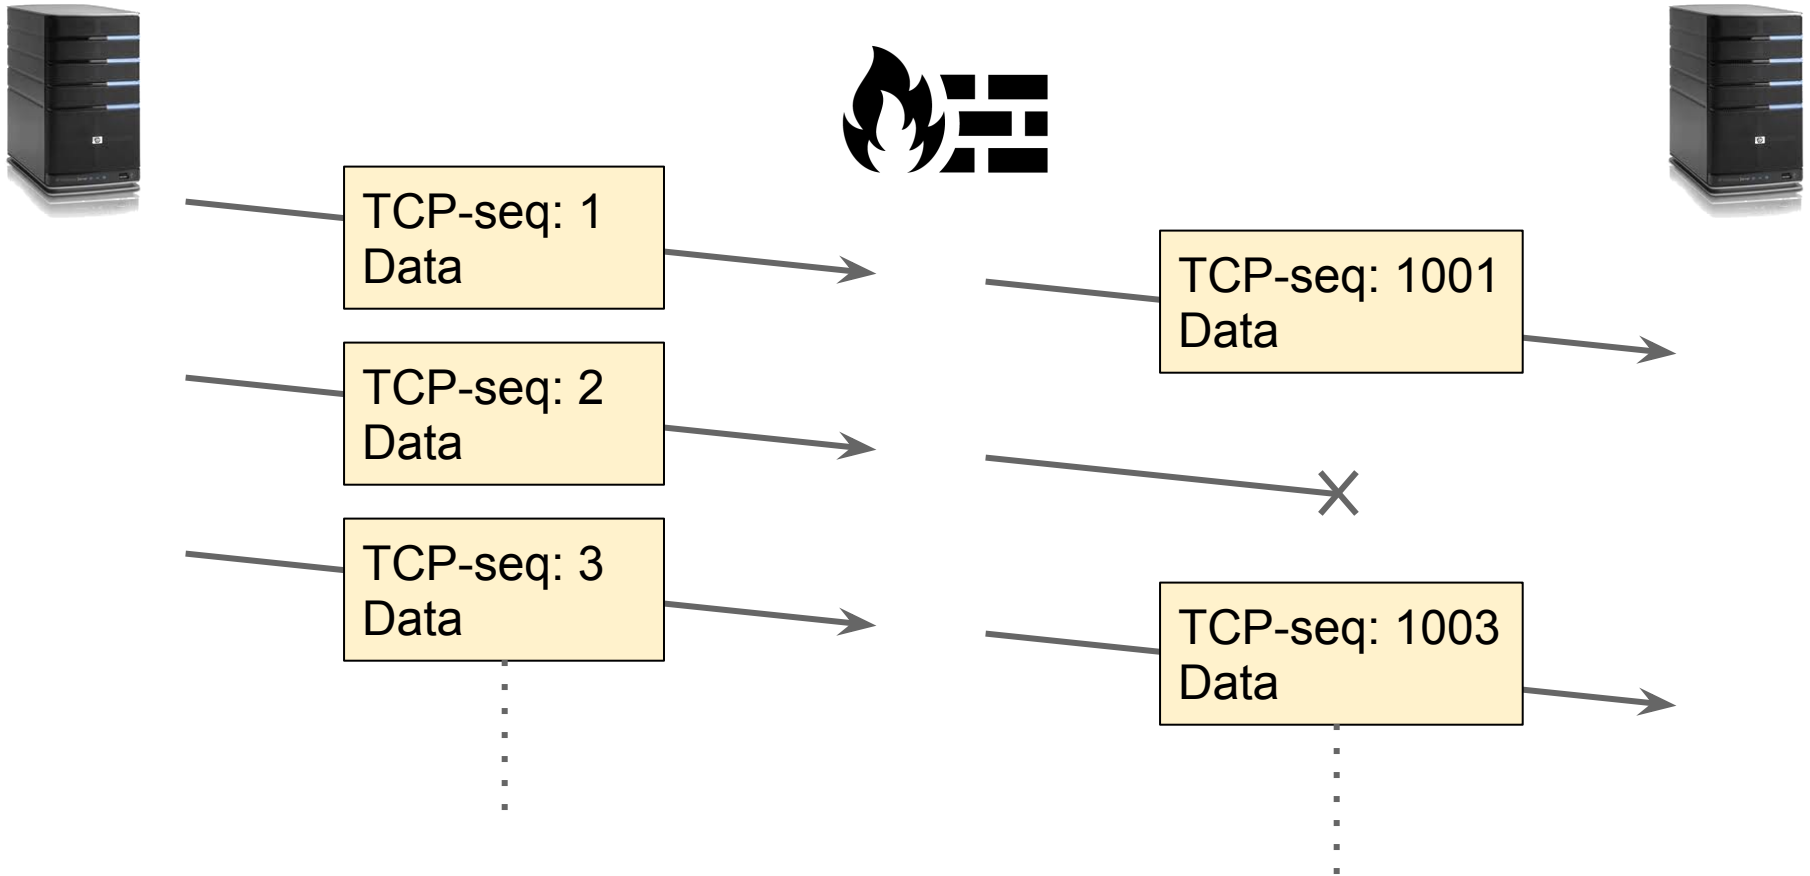 TCP-seq: 1
Data
TCP-seq: 1001
Data
TCP-seq: 2
Data
TCP-seq: 3
Data
TCP-seq: 1003
Data